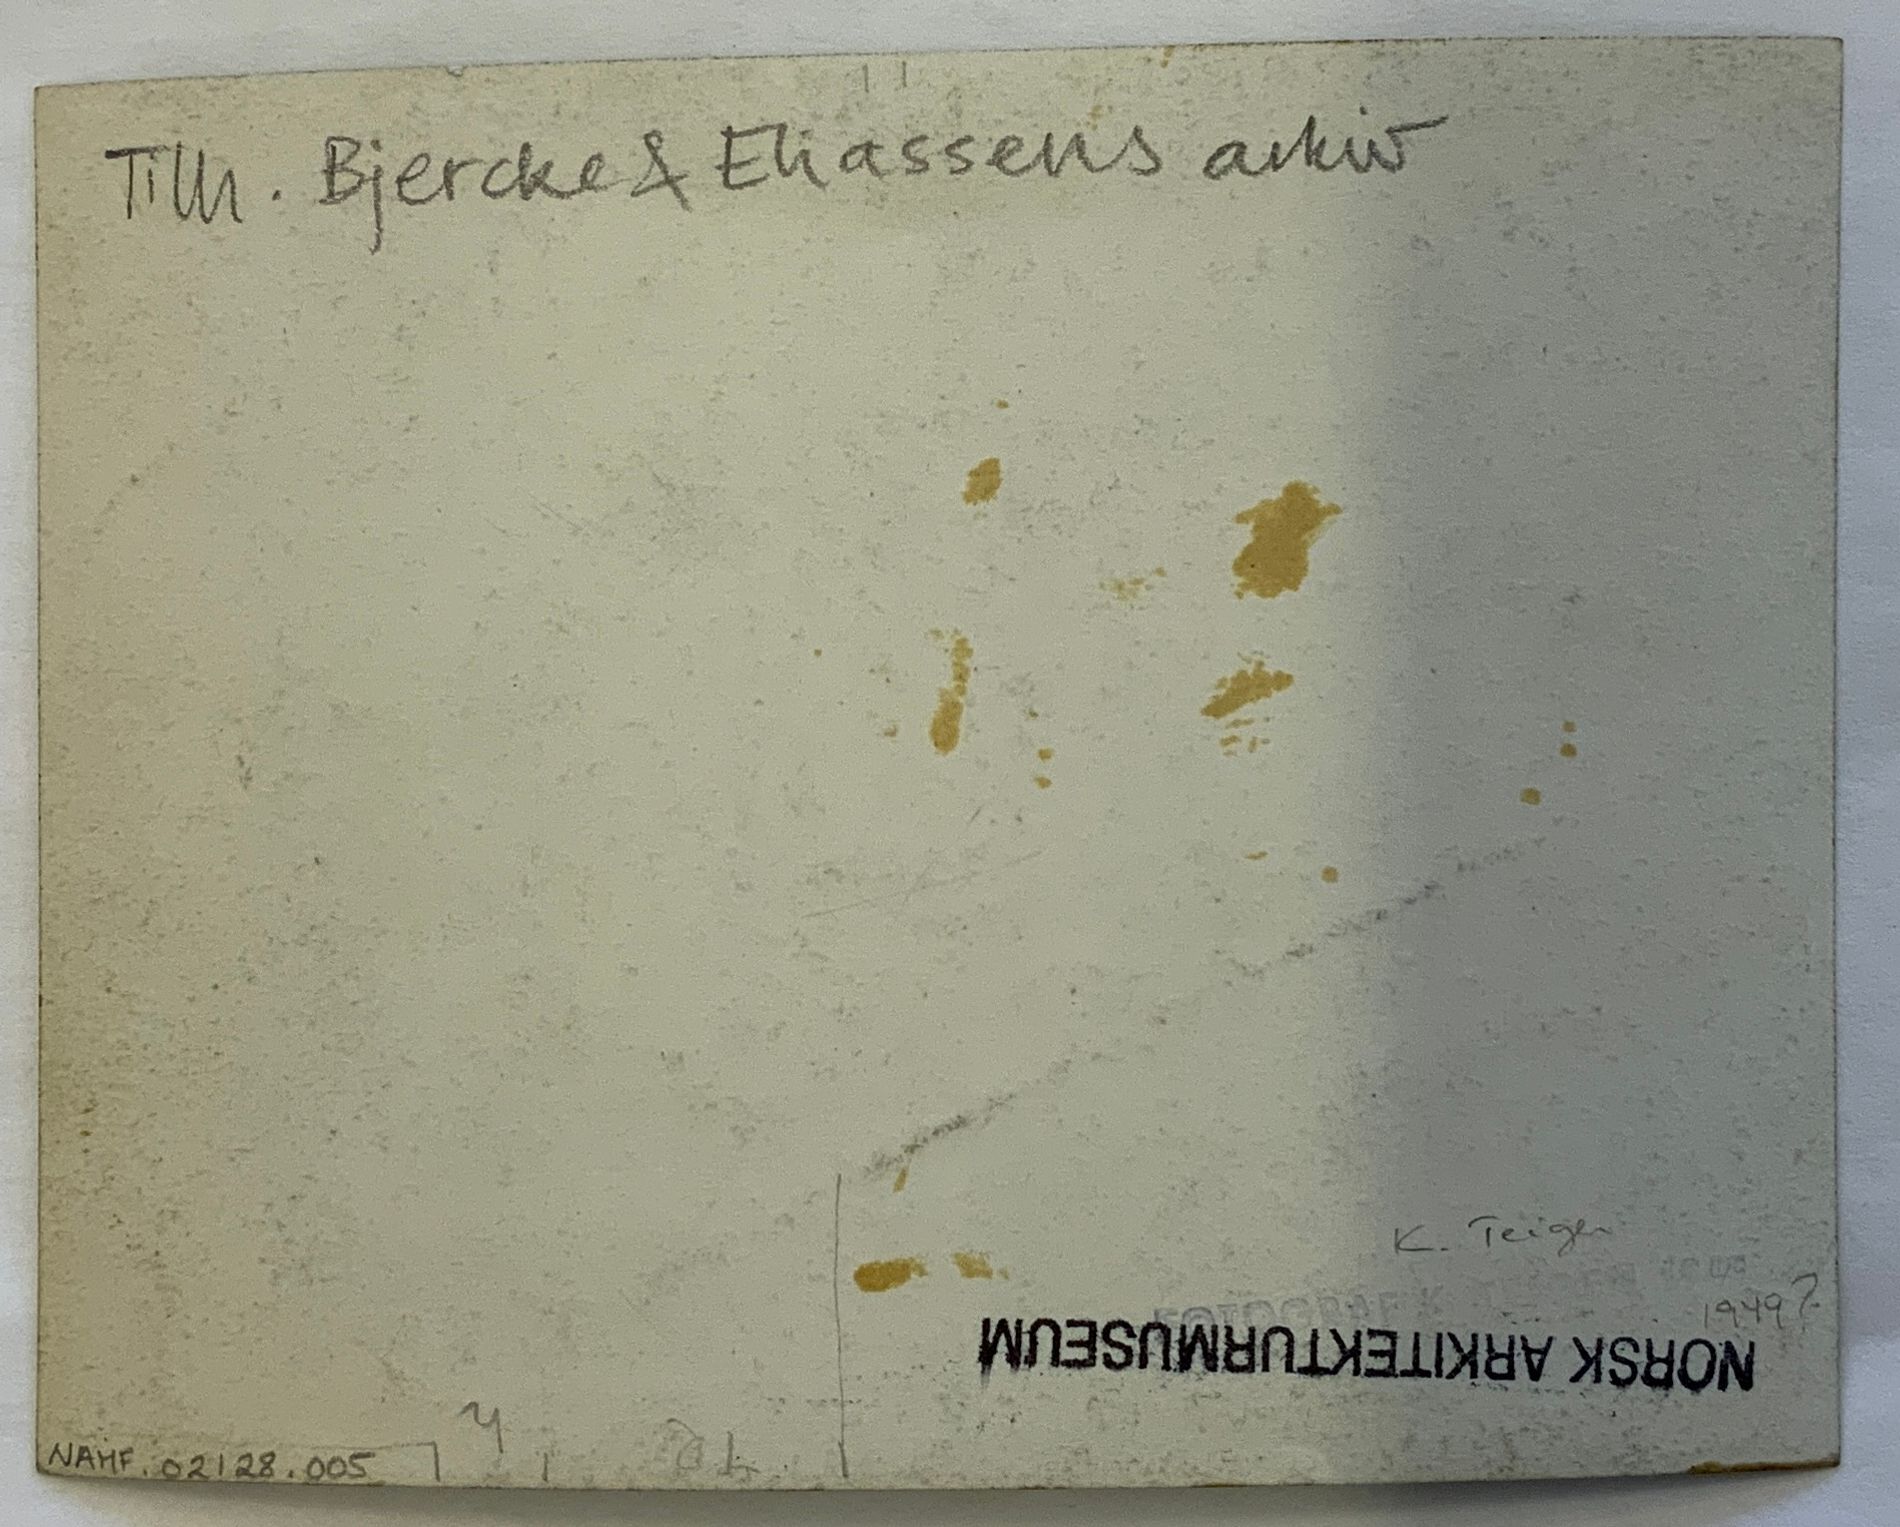 Tilh. Bjercke & Eliassens arkiv
K. Teigen
1949?
NORSK ARKITEKTURMUSEUM
NAMF.02128.005